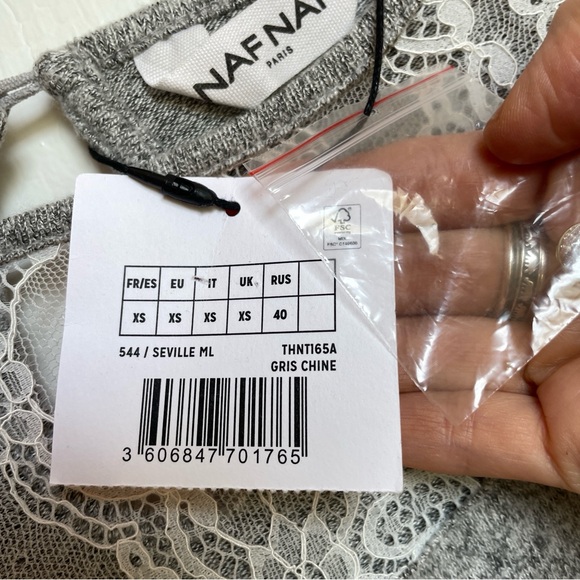 NAF NAF
PARIS
FSC
FR/ES EU IT UK RUS
XS XS XS XS 40
544 / SEVILLE ML THNT165A
GRIS CHINE
3 606847 701765